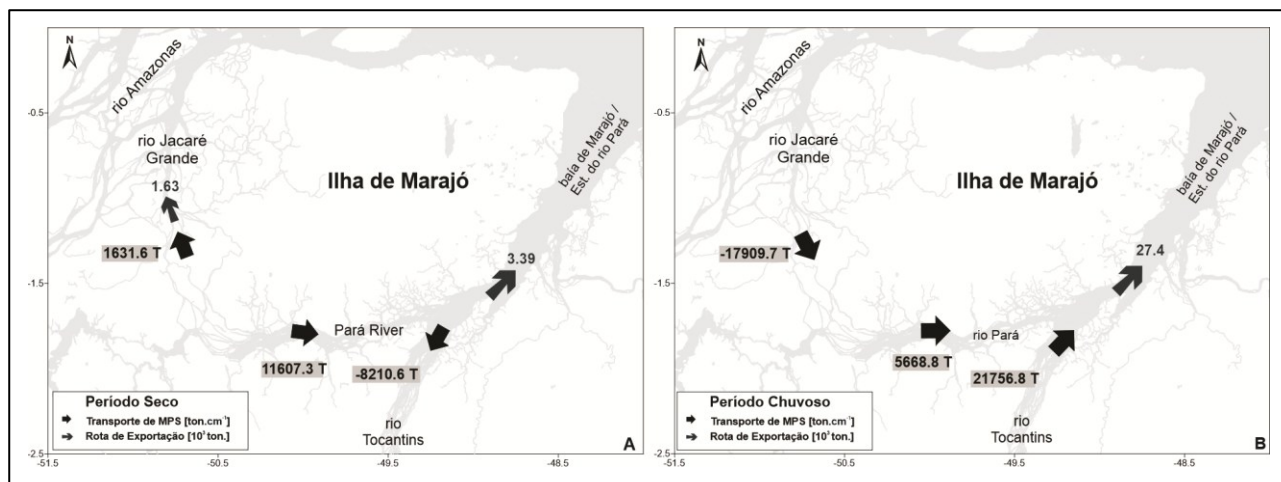 N
rio Amazonas
-0.5
rio Jacaré
Grande
1.63
Ilha de Marajó
baía de Marajó /
Est. do rio Pará
1631.6 T
3.39
-1.5
Pará River
11607.3 T
-8210.6 T
Período Seco
Transporte de MPS [ton.cm⁻¹]
Rota de Exportação [10³ ton.]
rio
Tocantins
A
-2.5
-51.5
-50.5
-49.5
-48.5
N
rio Amazonas
-0.5
rio Jacaré
Grande
Ilha de Marajó
baía de Marajó /
Est. do rio Pará
-17909.7 T
27.4
-1.5
rio Pará
5668.8 T
21756.8 T
Período Chuvoso
Transporte de MPS [ton.cm⁻¹]
Rota de Exportação [10³ ton.]
rio
Tocantins
B
-2.5
-51.5
-50.5
-49.5
-48.5